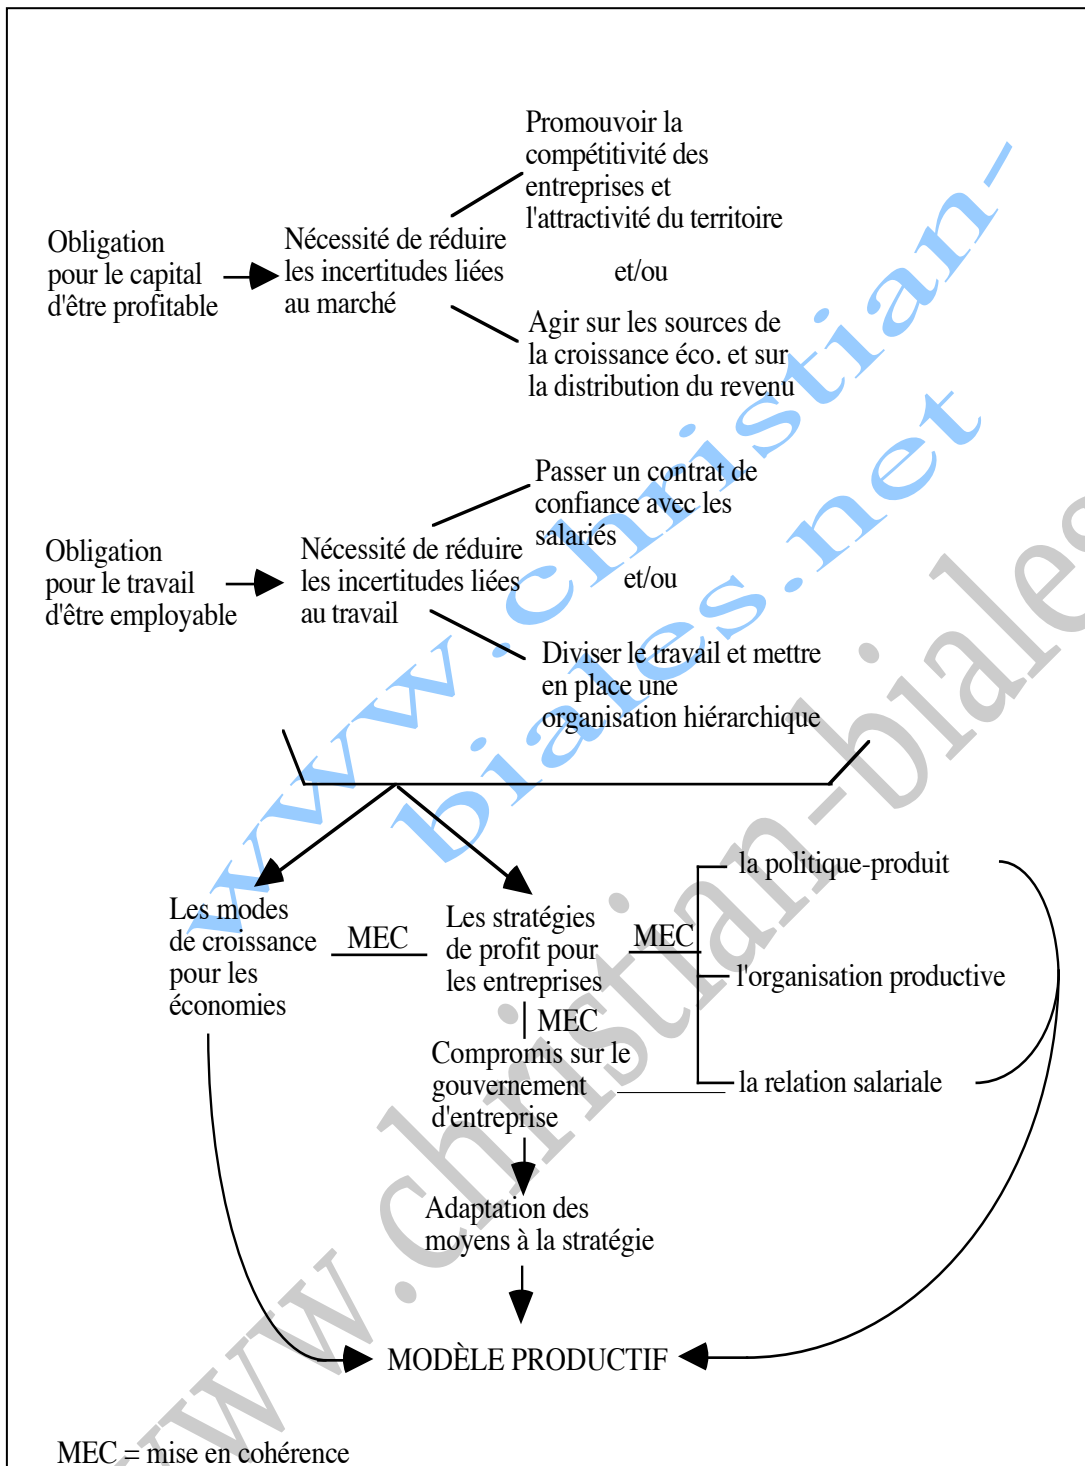 Promouvoir la
compétitivité des
entreprises et
l'attractivité du territoire
Obligation
pour le capital
d'être profitable
Nécessité de réduire
les incertitudes liées
au marché
et/ou
Agir sur les sources de
la croissance éco. et sur
la distribution du revenu
Passer un contrat de
confiance avec les
salariés
Obligation
pour le travail
d'être employable
Nécessité de réduire
les incertitudes liées
au travail
et/ou
Diviser le travail et mettre
en place une
organisation hiérarchique
Les modes
de croissance
pour les
économies
MEC
Les stratégies
de profit pour
les entreprises
MEC
la politique-produit
l'organisation productive
la relation salariale
MEC
Compromis sur le
gouvernement
d'entreprise
Adaptation des
moyens à la stratégie
MODÈLE PRODUCTIF
MEC = mise en cohérence
www.christian-
biales.net
www.christian-biales